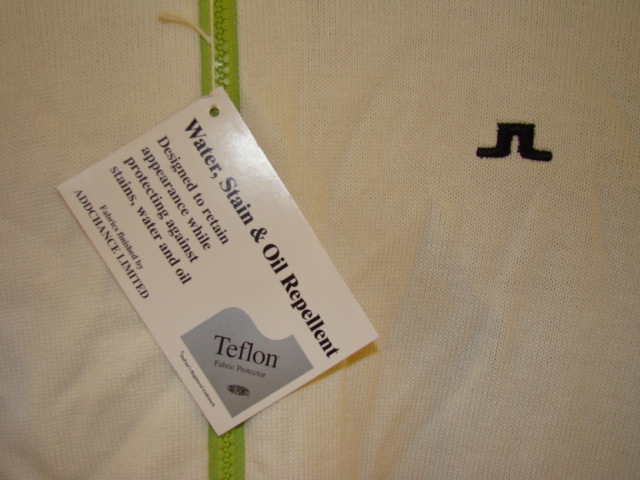 Water, Stain & Oil Repellent
Designed to retain
appearance while
protecting against
stains, water and oil
Fabrics finished by
ADDCHANCE LIMITED
Teflon
Fabric Protector